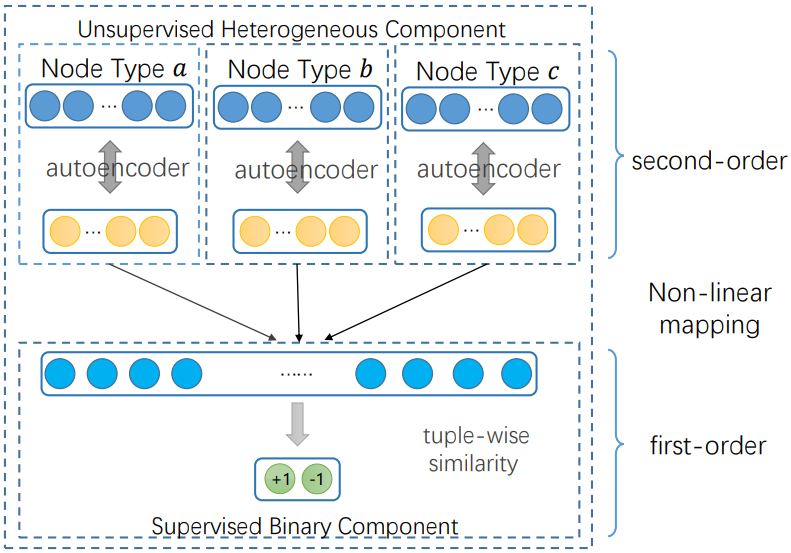 Unsupervised Heterogeneous Component
Node Type a
Node Type b
Node Type c
...
...
...
autoencoder
autoencoder
autoencoder
...
...
...
second-order
Non-linear
mapping
......
tuple-wise
similarity
first-order
+1 -1
Supervised Binary Component